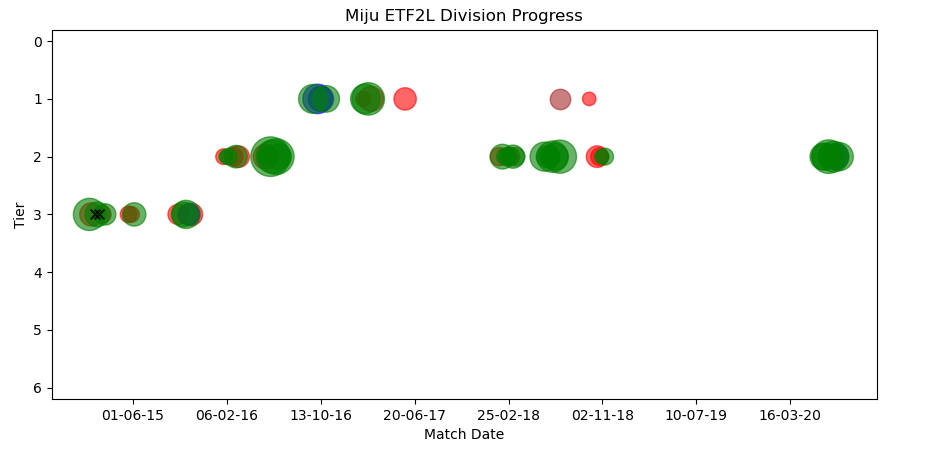 Miju ETF2L Division Progress
0
1
2
3
4
5
6
Tier
01-06-15 06-02-16 13-10-16 20-06-17 25-02-18 02-11-18 10-07-19 16-03-20
Match Date